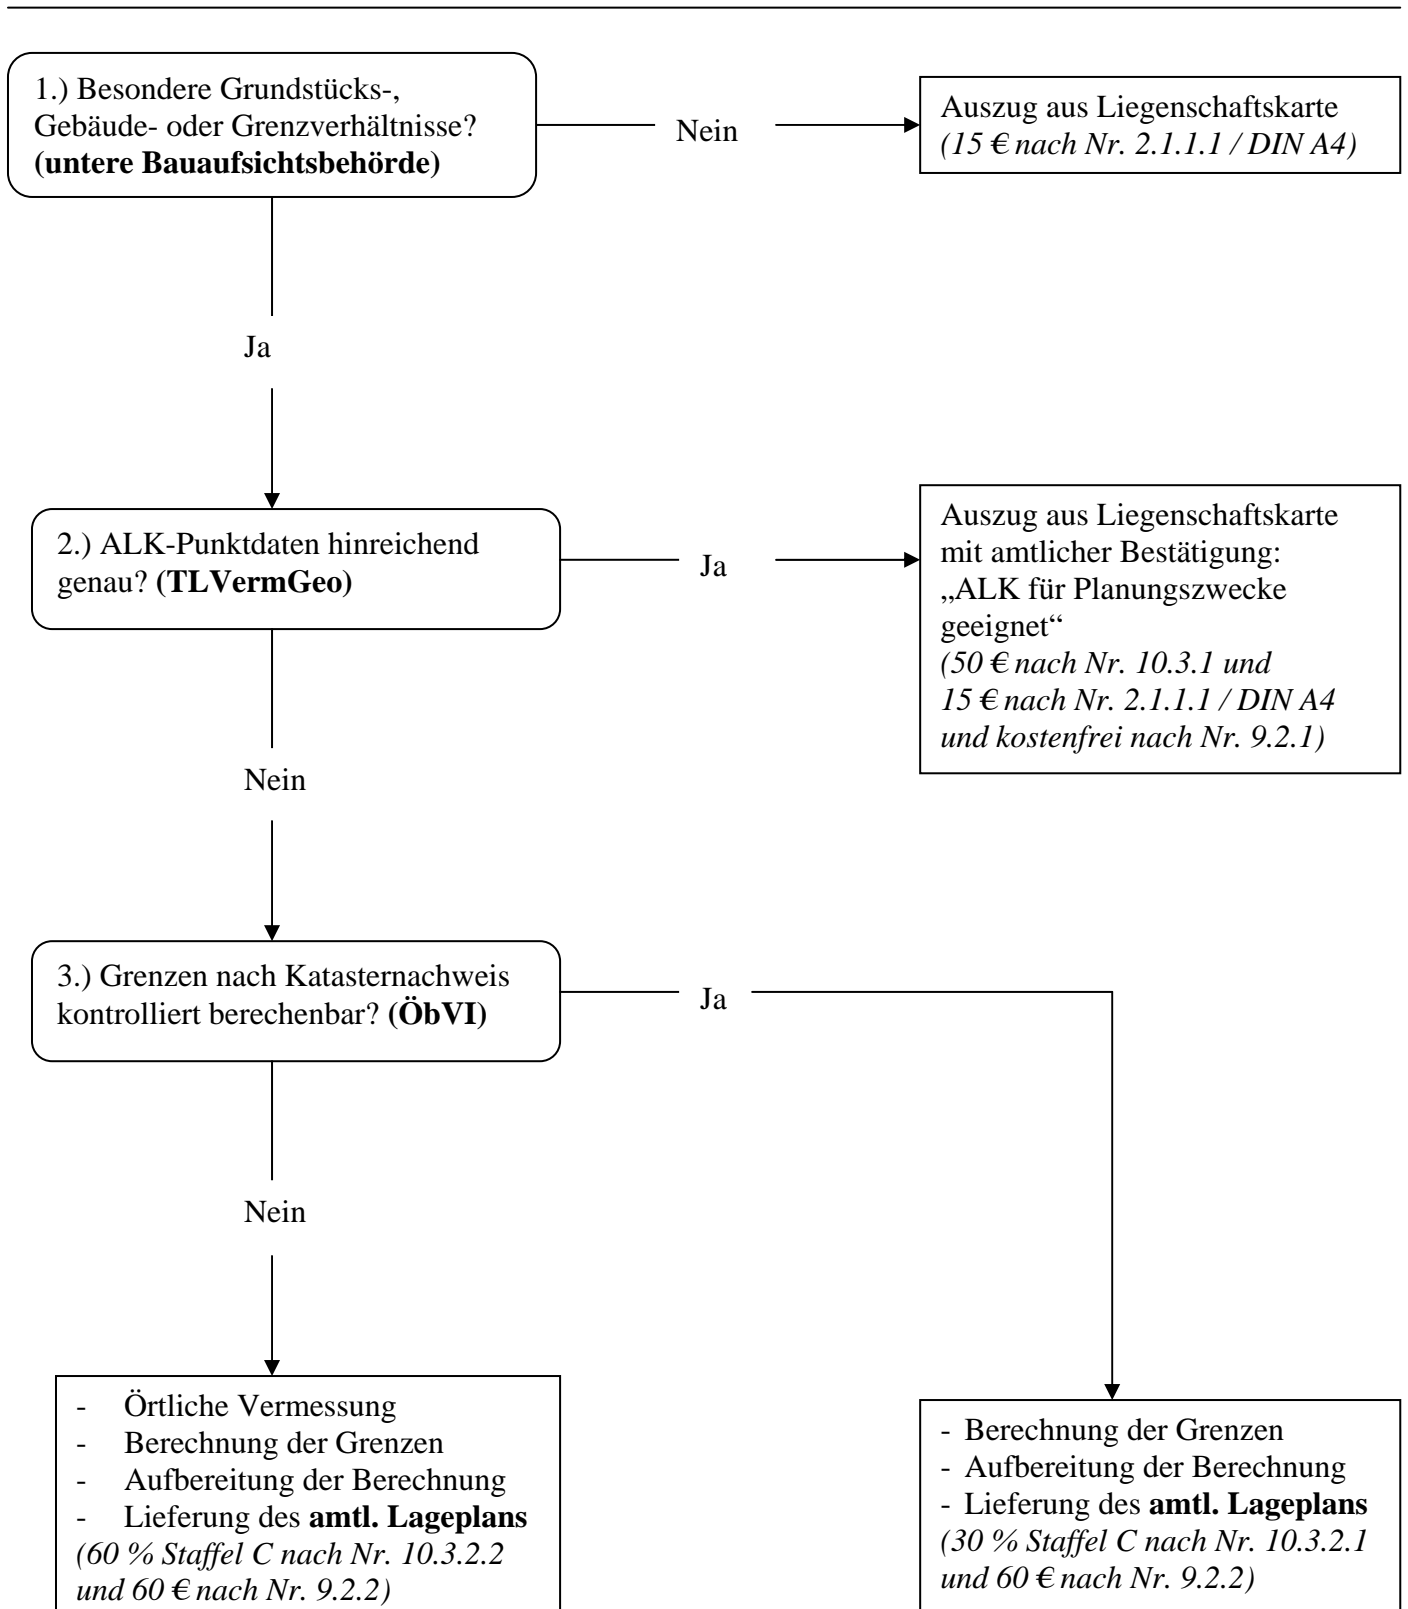 1.) Besondere Grundstücks-,
Gebäude- oder Grenzverhältnisse?
(untere Bauaufsichtsbehörde)
Nein
Auszug aus Liegenschaftskarte
(15 € nach Nr. 2.1.1.1 / DIN A4)
Ja
2.) ALK-Punktdaten hinreichend
genau? (TLVermGeo)
Ja
Auszug aus Liegenschaftskarte
mit amtlicher Bestätigung:
„ALK für Planungszwecke
geeignet“
(50 € nach Nr. 10.3.1 und
15 € nach Nr. 2.1.1.1 / DIN A4
und kostenfrei nach Nr. 9.2.1)
Nein
3.) Grenzen nach Katasternachweis
kontrolliert berechenbar? (ÖbVI)
Ja
Nein
- Örtliche Vermessung
- Berechnung der Grenzen
- Aufbereitung der Berechnung
- Lieferung des amtl. Lageplans
(60 % Staffel C nach Nr. 10.3.2.2
und 60 € nach Nr. 9.2.2)
- Berechnung der Grenzen
- Aufbereitung der Berechnung
- Lieferung des amtl. Lageplans
(30 % Staffel C nach Nr. 10.3.2.1
und 60 € nach Nr. 9.2.2)